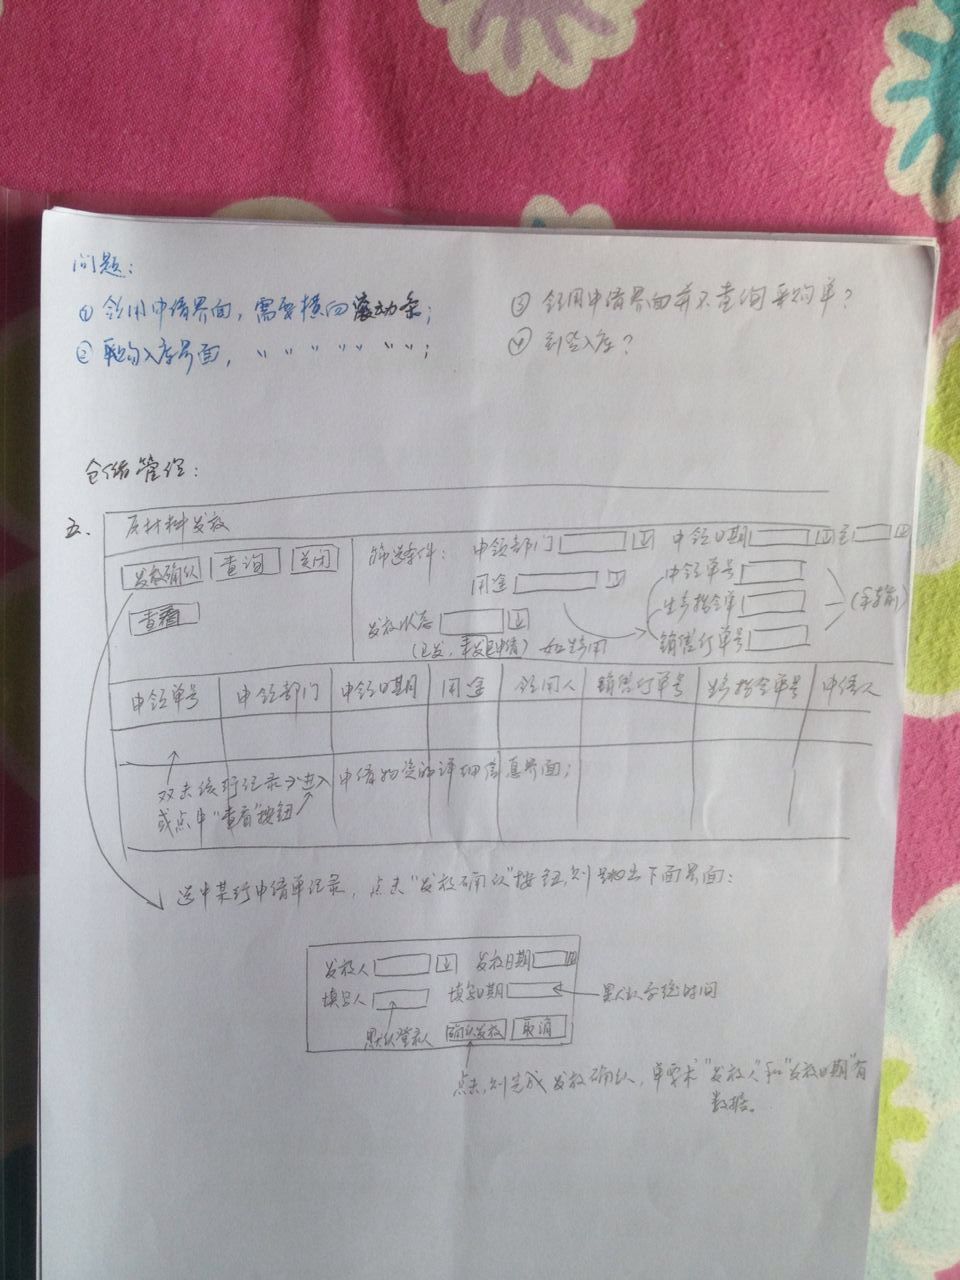 问题：
① 领用申请界面，需要横向滚动条；
② 采购入库界面，〃 〃 〃 〃 〃 〃 〃；
③ 领用申请界面并不查询采购单？
④ 到货入库？
仓储管理：
五、原材料发放
发放确认 查询 关闭
查看
筛选条件： 申领部门 申领日期 至
用途 申领单号
生产指令单 (手输)
发放状态 销售订单号
(已发，未发已申请) 如生产用
申领单号 申领部门 申领日期 用途 领用人 销售订单号 生产指令单号 申请人
双击该行记录进入申请物资的详细信息界面；
或点中“查看”按钮
选中某行申请单记录，点击“发放确认”按钮，则弹出下面界面：
发放人 发放日期
填写人 填写日期 默认系统时间
默认登录人 确认发放 取消
点击，则完成发放确认，单要求“发放人”和“发放日期”有
数据。